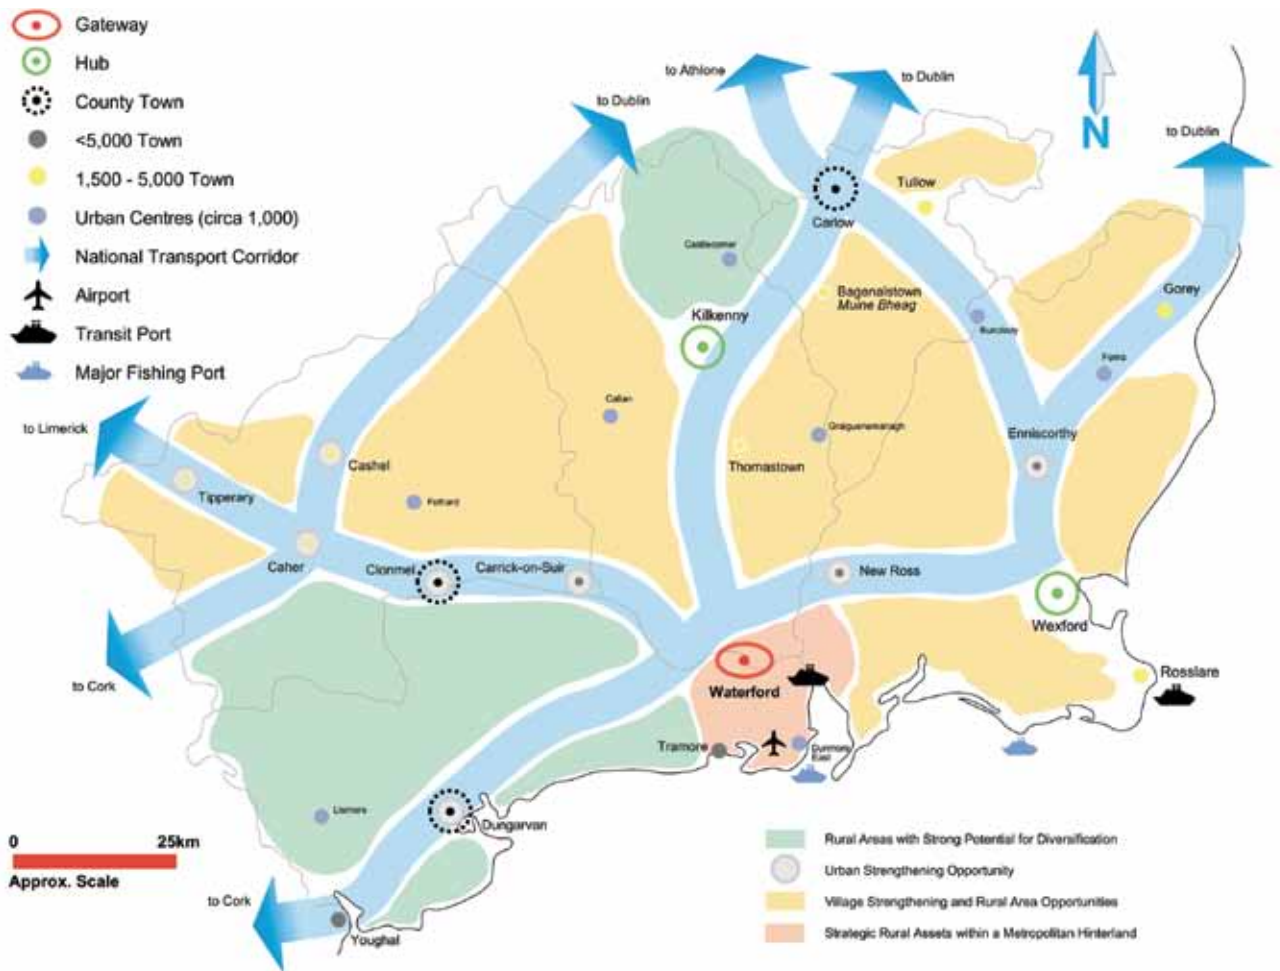 Gateway
Hub
County Town
<5,000 Town
1,500 - 5,000 Town
Urban Centres (circa 1,000)
National Transport Corridor
Airport
Transit Port
Major Fishing Port
to Athlone
to Dublin
to Dublin
N
to Dublin
Tullow
Carlow
Castlecomer
Bagenalstown
Muine Bheag
Gorey
Kilkenny
Bunclody
Ferns
Callan
to Limerick
Graiguenamanagh
Enniscorthy
Cashel
Thomastown
Tipperary
Fethard
Caher
Clonmel
Carrick-on-Suir
New Ross
Wexford
to Cork
Waterford
Rosslare
Tramore
Dunmore
East
Lismore
Dungarvan
0 25km
Approx. Scale
to Cork
Youghal
Rural Areas with Strong Potential for Diversification
Urban Strengthening Opportunity
Village Strengthening and Rural Area Opportunities
Strategic Rural Assets within a Metropolitan Hinterland